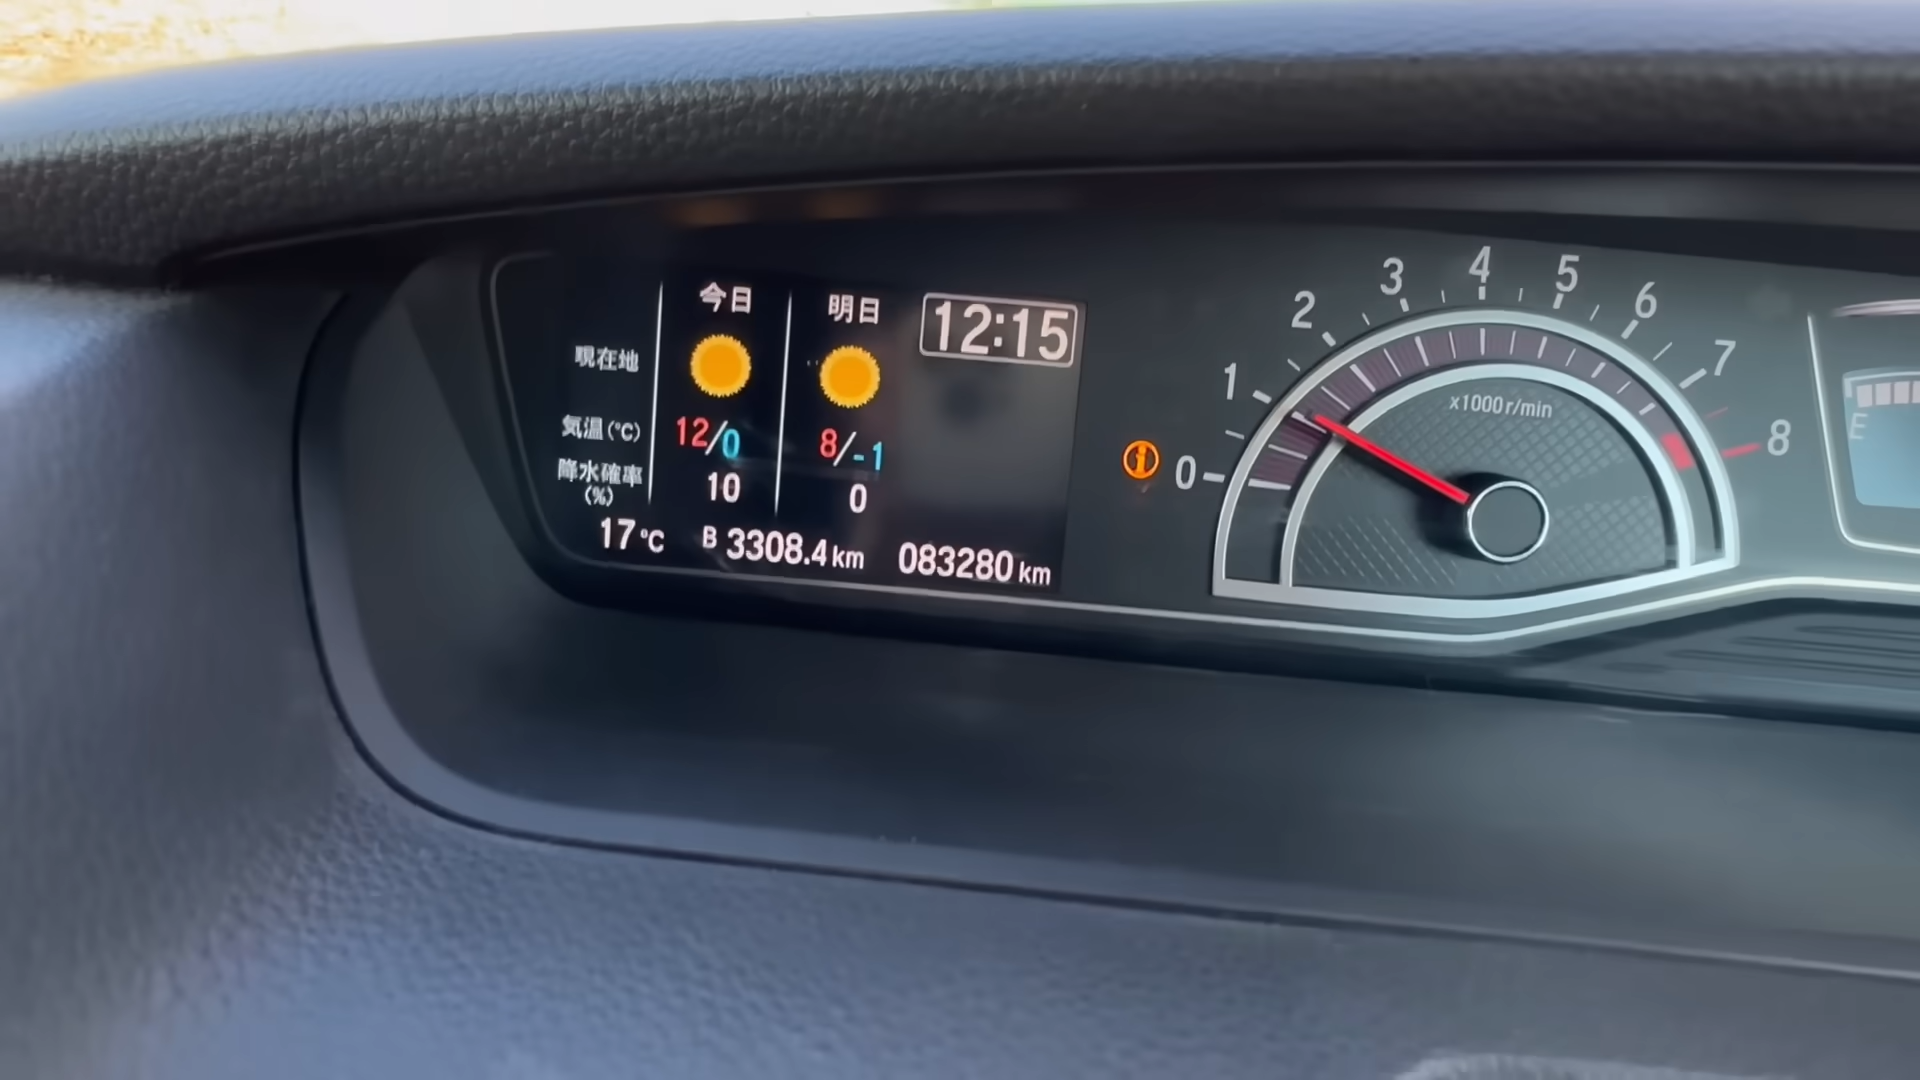 今日 明日
12:15
現在地
気温(℃) 12/0 8/-1
降水確率
(%) 10 0
17℃ B 3308.4 km 083280 km
0 1 2 3 4 5 6 7 8
x1000r/min
E